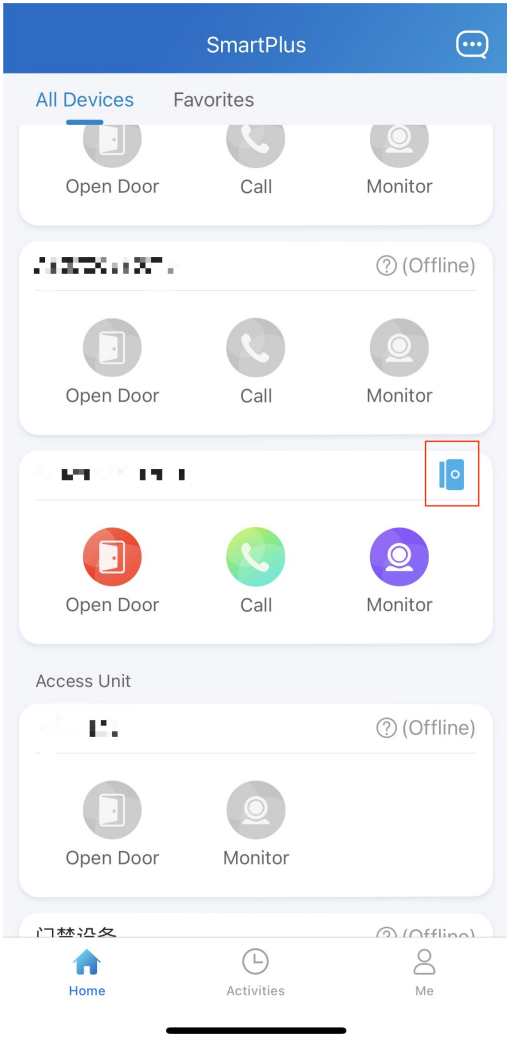 SmartPlus
All Devices Favorites
Open Door Call Monitor
(Offline)
Open Door Call Monitor
Open Door Call Monitor
Access Unit
(Offline)
Open Door Monitor
门禁设备 (Offline)
Home Activities Me